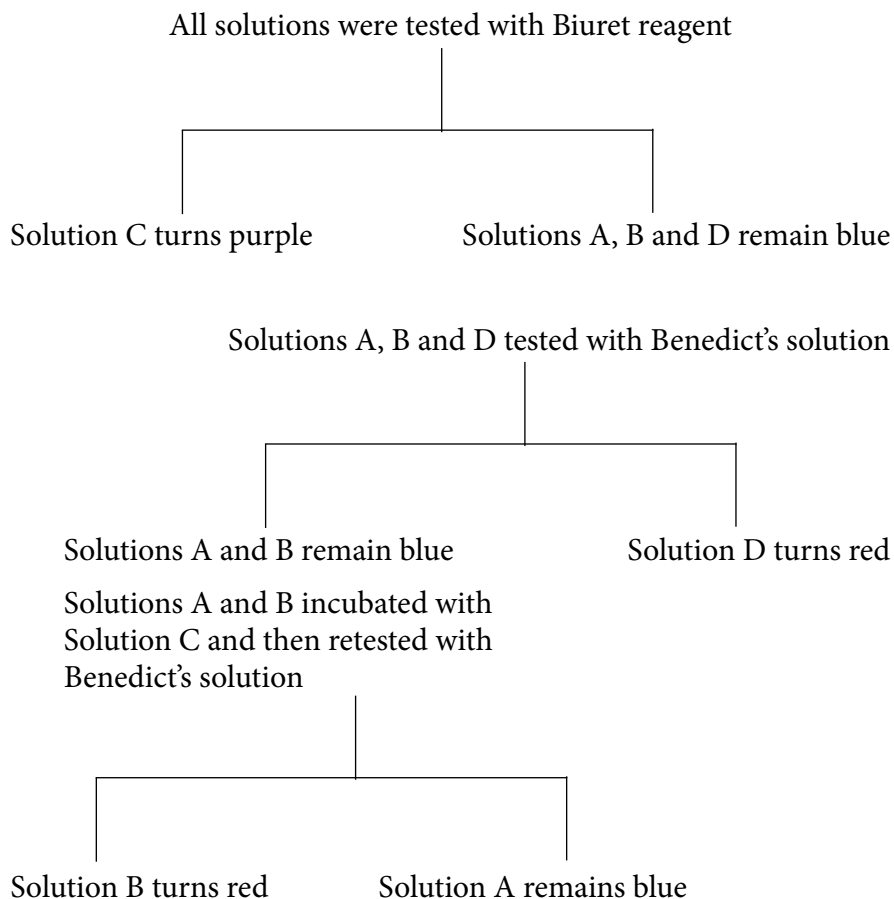 All solutions were tested with Biuret reagent
Solution C turns purple
Solutions A, B and D remain blue
Solutions A, B and D tested with Benedict’s solution
Solutions A and B remain blue
Solution D turns red
Solutions A and B incubated with
Solution C and then retested with
Benedict’s solution
Solution B turns red
Solution A remains blue